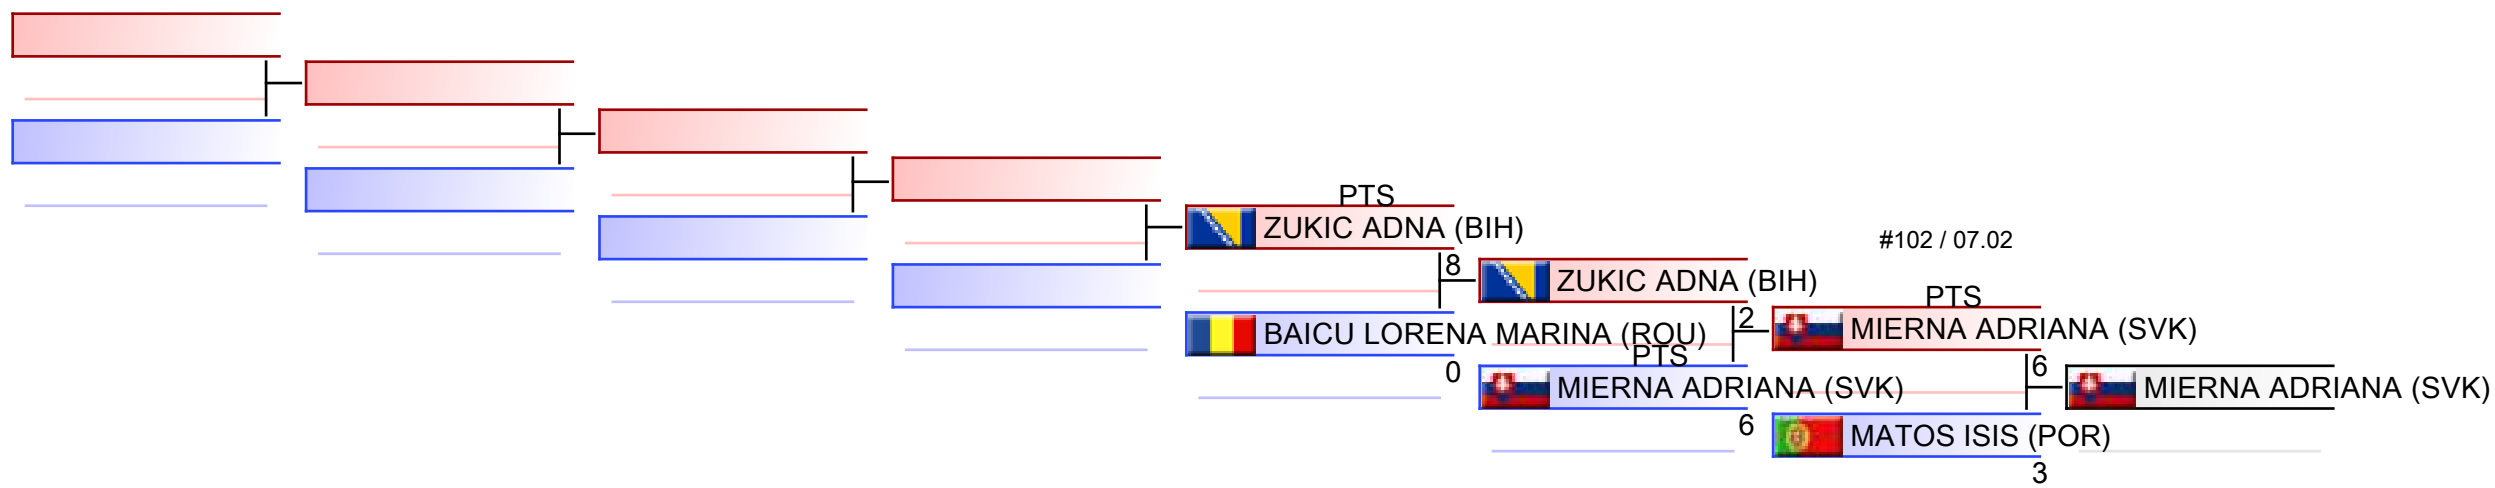 PTS
ZUKIC ADNA (BIH)
8
BAICU LORENA MARINA (ROU)
0
ZUKIC ADNA (BIH)
2
PTS
MIERNA ADRIANA (SVK)
6
#102 / 07.02
PTS
MIERNA ADRIANA (SVK)
6
MATOS ISIS (POR)
3
MIERNA ADRIANA (SVK)